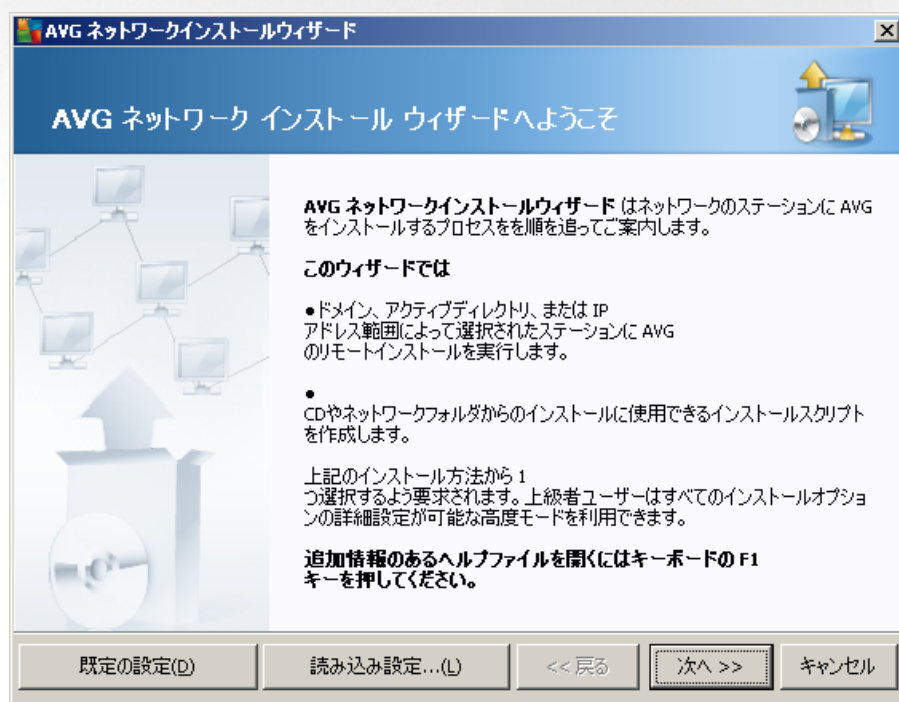 AVG ネットワークインストールウィザード
AVG ネットワーク インストール ウィザードへようこそ
AVG ネットワークインストールウィザード はネットワークのステーションに AVG
をインストールするプロセスをを順を追ってご案内します。
このウィザードでは
●ドメイン、アクティブディレクトリ、または IP
アドレス範囲によって選択されたステーションに AVG
のリモートインストールを実行します。
●
CDやネットワークフォルダからのインストールに使用できるインストールスクリプト
を作成します。
上記のインストール方法から 1
つ選択するよう要求されます。上級者ユーザーはすべてのインストールオプショ
ンの詳細設定が可能な高度モードを利用できます。
追加情報のあるヘルプファイルを開くにはキーボードの F1
キーを押してください。
既定の設定(D)
読み込み設定...(L)
<< 戻る
次へ >>
キャンセル